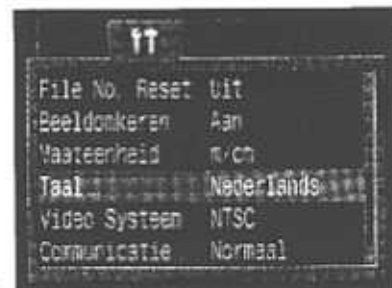 File No. Reset Uit
Beeldomkeren Aan
Maateenheid m/cm
Taal Nederlands
Video Systeem NTSC
Communicatie Normaal